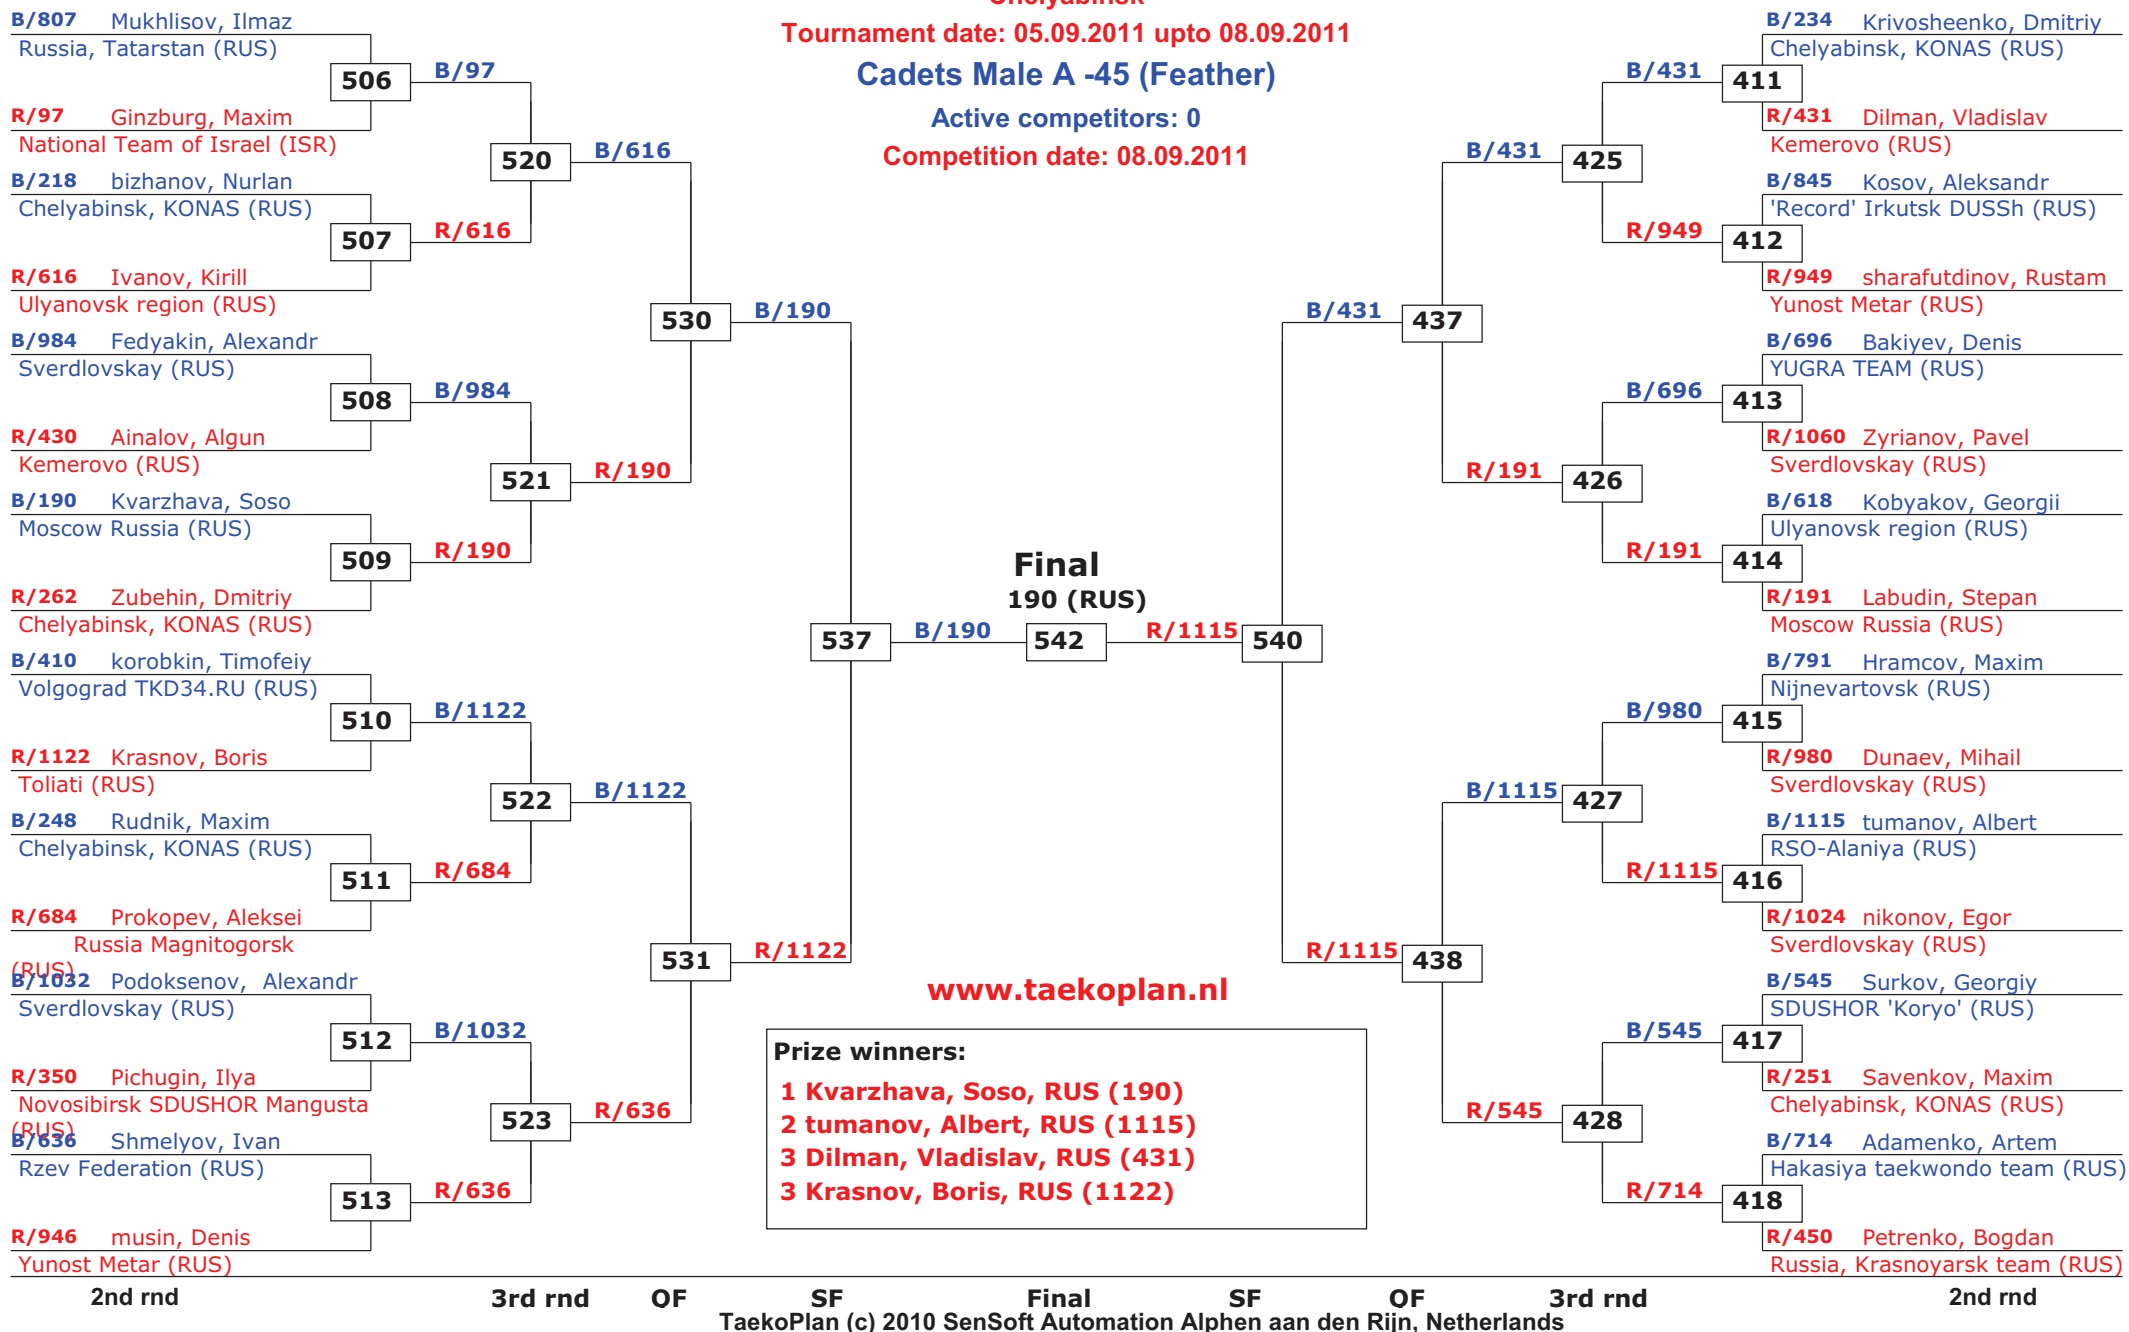 Chelyabinsk
Tournament date: 05.09.2011 upto 08.09.2011
Cadets Male A -45 (Feather)
Active competitors: 0
Competition date: 08.09.2011
B/807 Mukhlisov, Ilmaz
Russia, Tatarstan (RUS)
506
B/97
R/97 Ginzburg, Maxim
National Team of Israel (ISR)
520
B/616
B/218 bizhanov, Nurlan
Chelyabinsk, KONAS (RUS)
507
R/616
R/616 Ivanov, Kirill
Ulyanovsk region (RUS)
530
B/190
B/984 Fedyakin, Alexandr
Sverdlovskay (RUS)
508
B/984
R/430 Ainalov, Algun
Kemerovo (RUS)
521
R/190
B/190 Kvarzhava, Soso
Moscow Russia (RUS)
509
R/190
R/262 Zubehin, Dmitriy
Chelyabinsk, KONAS (RUS)
537
B/190
B/410 korobkin, Timofeiy
Volgograd TKD34.RU (RUS)
510
B/1122
R/1122 Krasnov, Boris
Toliati (RUS)
522
B/1122
B/248 Rudnik, Maxim
Chelyabinsk, KONAS (RUS)
511
R/684
R/684 Prokopev, Aleksei
Russia Magnitogorsk
(RUS)
531
R/1122
B/1032 Podoksenov, Alexandr
Sverdlovskay (RUS)
512
B/1032
R/350 Pichugin, Ilya
Novosibirsk SDUSHOR Mangusta
(RUS)
523
R/636
B/636 Shmelyov, Ivan
Rzev Federation (RUS)
513
R/636
R/946 musin, Denis
Yunost Metar (RUS)
Final
190 (RUS)
542
R/1115
540
B/234 Krivosheenko, Dmitriy
Chelyabinsk, KONAS (RUS)
B/431
411
R/431 Dilman, Vladislav
Kemerovo (RUS)
B/431
425
B/845 Kosov, Aleksandr
'Record' Irkutsk DUSSh (RUS)
R/949
412
R/949 sharafutdinov, Rustam
Yunost Metar (RUS)
B/431
437
B/696 Bakiyev, Denis
YUGRA TEAM (RUS)
B/696
413
R/1060 Zyrianov, Pavel
Sverdlovskay (RUS)
R/191
426
B/618 Kobyakov, Georgii
Ulyanovsk region (RUS)
R/191
414
R/191 Labudin, Stepan
Moscow Russia (RUS)
B/791 Hramcov, Maxim
Nijnevartovsk (RUS)
B/980
415
R/980 Dunaev, Mihail
Sverdlovskay (RUS)
B/1115
427
B/1115 tumanov, Albert
RSO-Alaniya (RUS)
R/1115
416
R/1024 nikonov, Egor
Sverdlovskay (RUS)
R/1115
438
B/545 Surkov, Georgiy
SDUSHOR 'Koryo' (RUS)
B/545
417
R/251 Savenkov, Maxim
Chelyabinsk, KONAS (RUS)
R/545
428
B/714 Adamenko, Artem
Hakasiya taekwondo team (RUS)
R/714
418
R/450 Petrenko, Bogdan
Russia, Krasnoyarsk team (RUS)
www.taekoplan.nl
Prize winners:
1 Kvarzhava, Soso, RUS (190)
2 tumanov, Albert, RUS (1115)
3 Dilman, Vladislav, RUS (431)
3 Krasnov, Boris, RUS (1122)
2nd rnd 3rd rnd QF SF Final SF QF 3rd rnd 2nd rnd
TaekoPlan (c) 2010 SenSoft Automation Alphen aan den Rijn, Netherlands